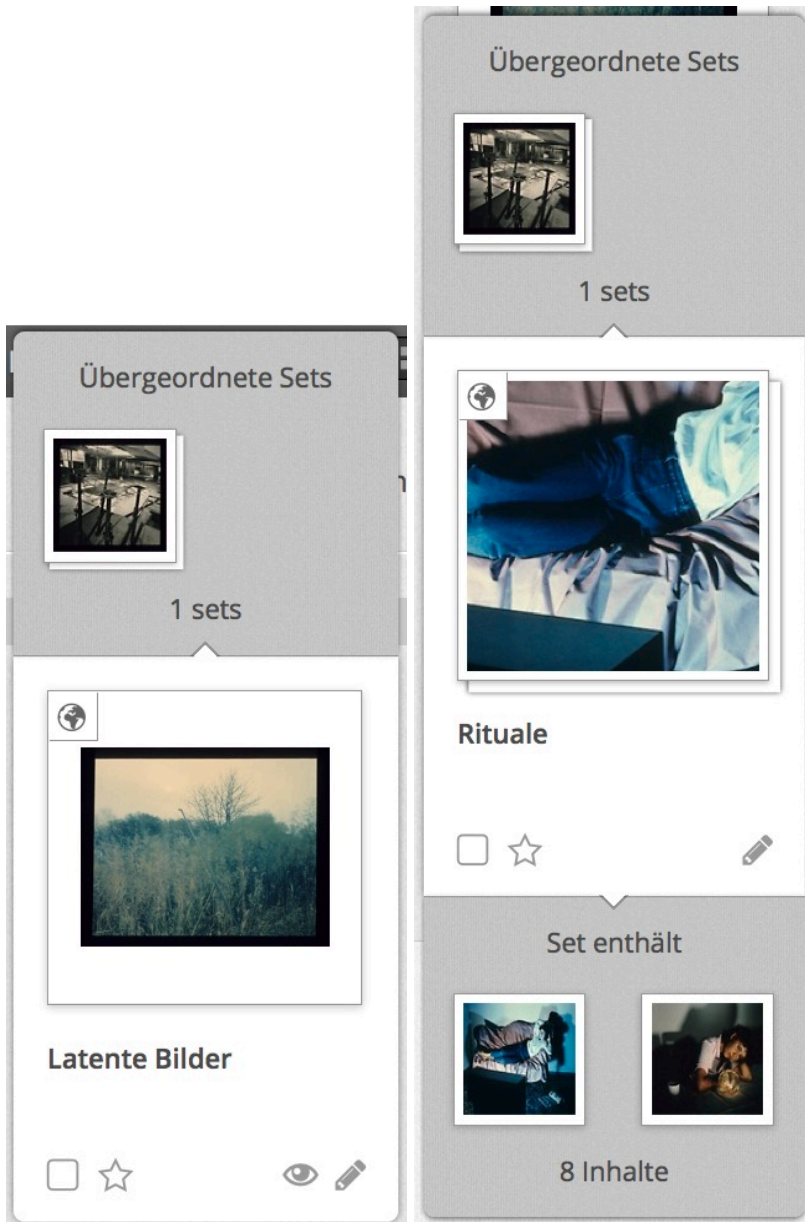 Übergeordnete Sets
1 sets
Latente Bilder
Übergeordnete Sets
1 sets
Rituale
Set enthält
8 Inhalte